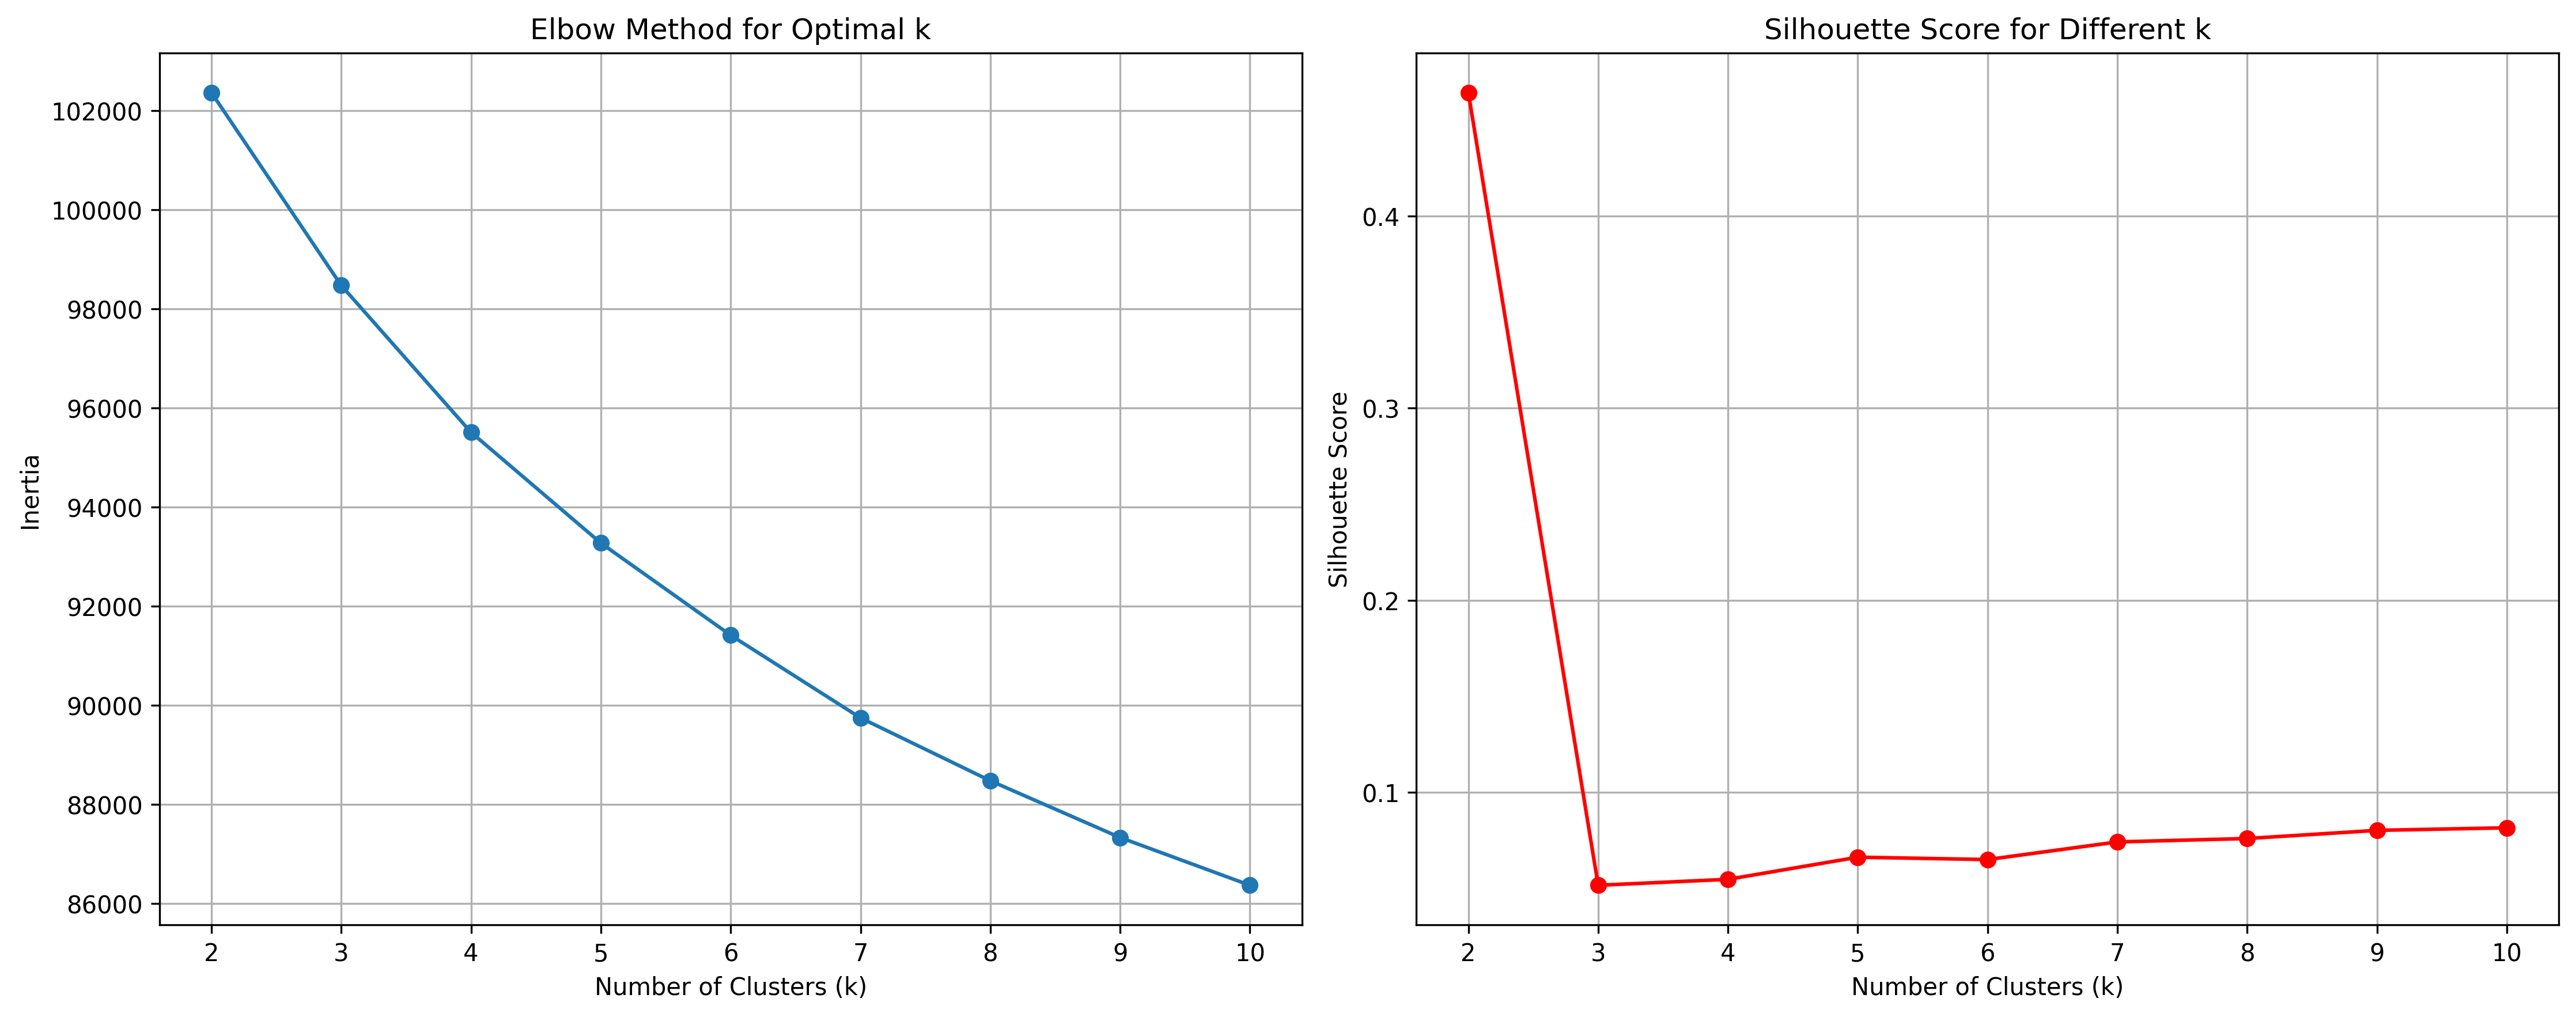 Elbow Method for Optimal k
102000
100000
98000
96000
94000
92000
90000
88000
86000
Inertia
2 3 4 5 6 7 8 9 10
Number of Clusters (k)
Silhouette Score for Different k
0.4
0.3
0.2
0.1
Silhouette Score
2 3 4 5 6 7 8 9 10
Number of Clusters (k)